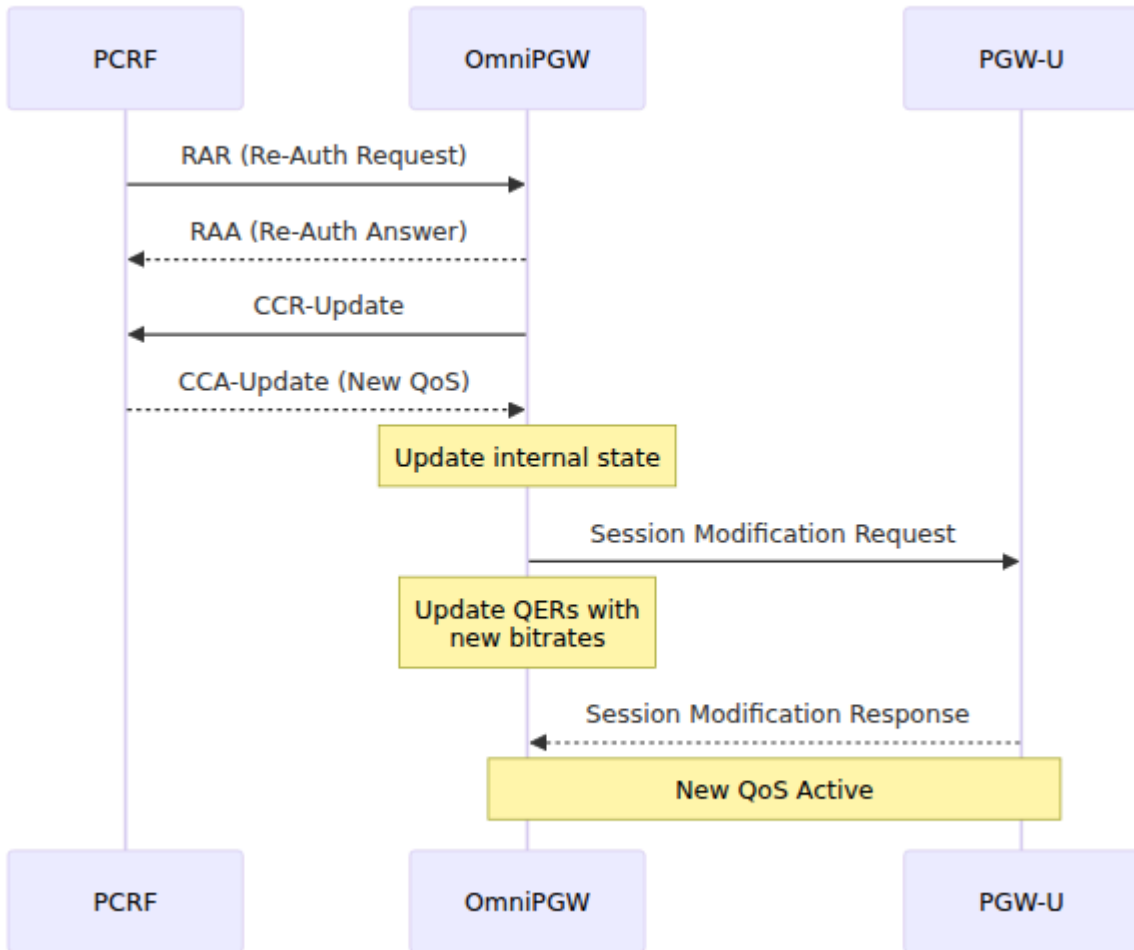 PCRF
OmniPGW
PGW-U
RAR (Re-Auth Request)
RAA (Re-Auth Answer)
CCR-Update
CCA-Update (New QoS)
Update internal state
Session Modification Request
Update QERs with
new bitrates
Session Modification Response
New QoS Active
PCRF
OmniPGW
PGW-U